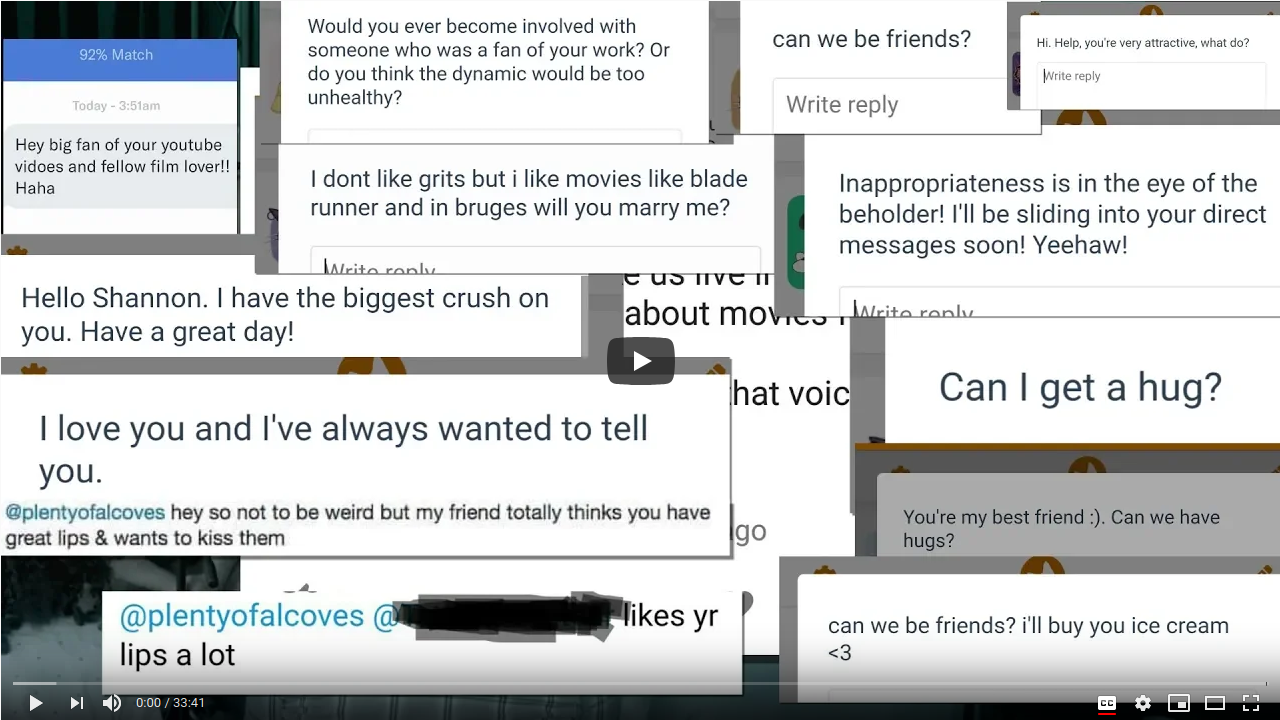 92% Match
Today - 3:51am
Hey big fan of your youtube
vidoes and fellow film lover!!
Haha
Would you ever become involved with
someone who was a fan of your work? Or
do you think the dynamic would be too
unhealthy?
can we be friends?
Write reply
Hi. Help, you're very attractive, what do?
Write reply
I dont like grits but i like movies like blade
runner and in bruges will you marry me?
Write reply
Inappropriateness is in the eye of the
beholder! I'll be sliding into your direct
messages soon! Yeehaw!
Write reply
Hello Shannon. I have the biggest crush on
you. Have a great day!
e us live
about movies
that voic
go
Can I get a hug?
I love you and I've always wanted to tell
you.
@plentyofalcoves hey so not to be weird but my friend totally thinks you have
great lips & wants to kiss them
You're my best friend :). Can we have
hugs?
@plentyofalcoves @ likes yr
lips a lot
can we be friends? i'll buy you ice cream
<3
0:00 / 33:41
CC